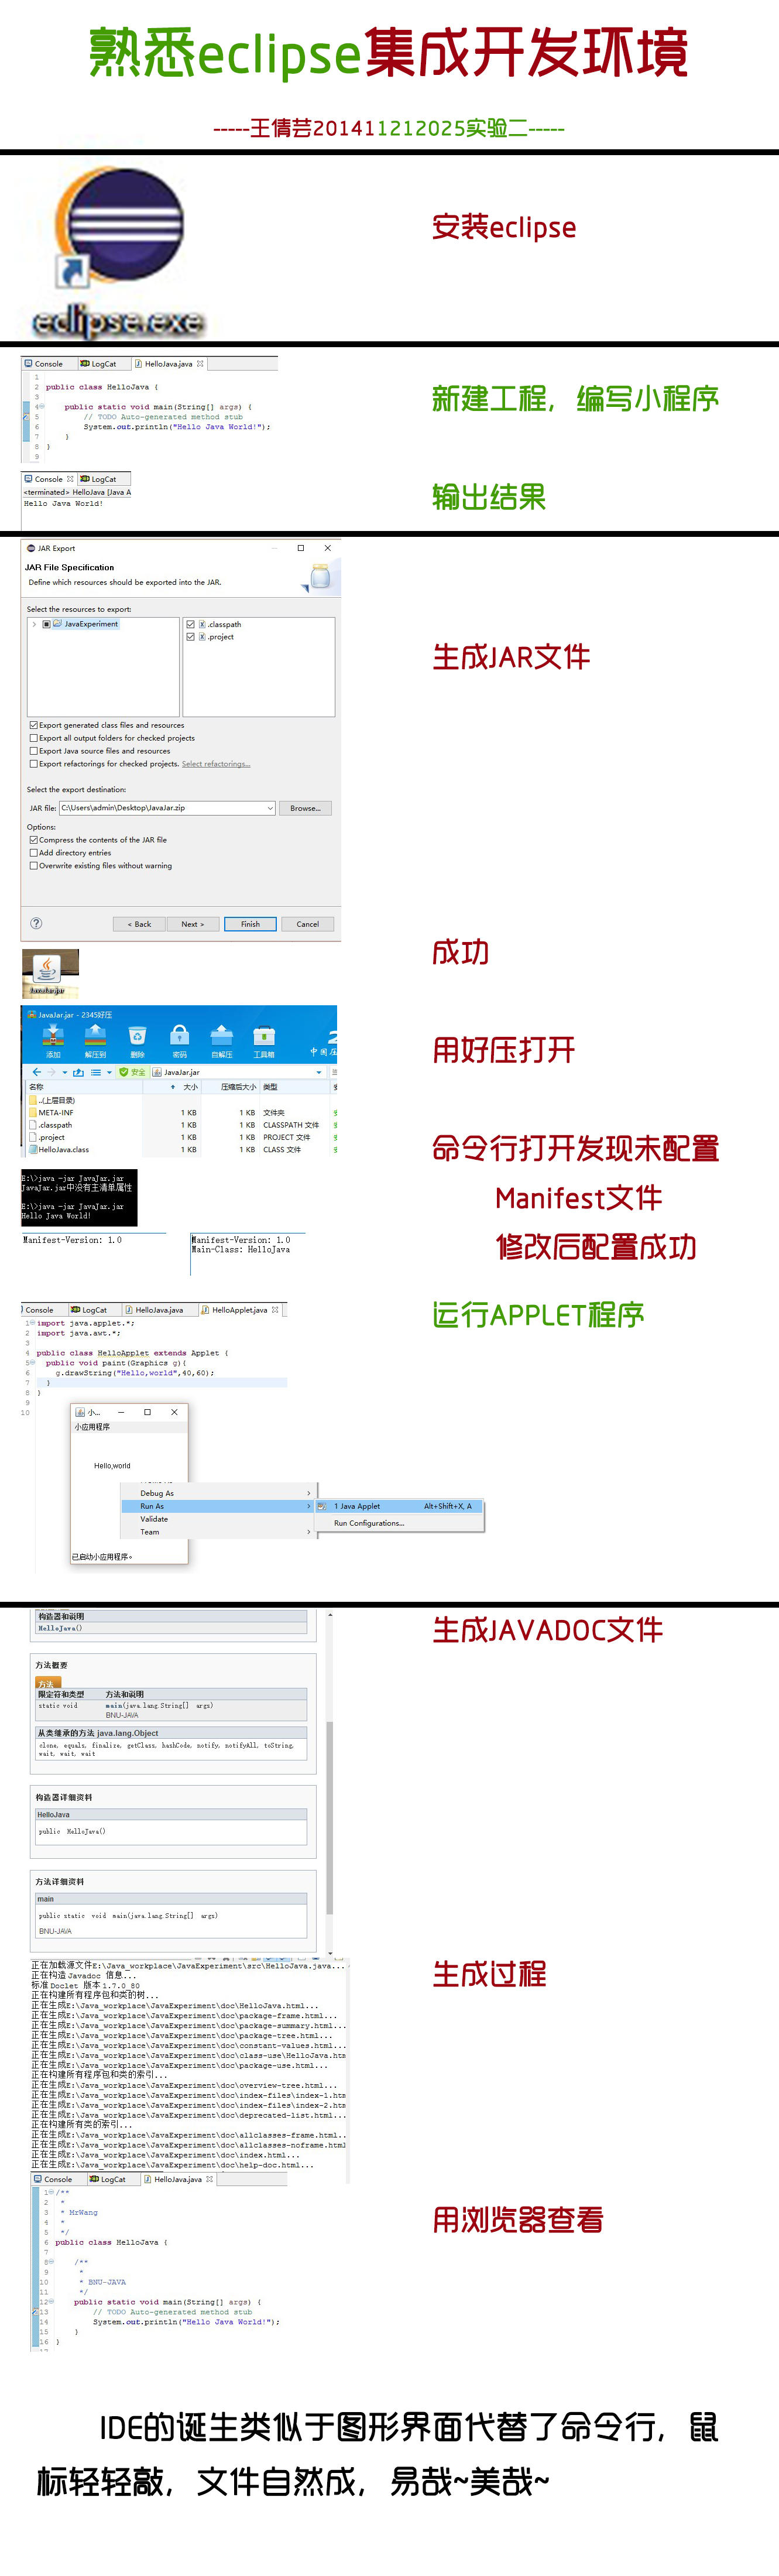 熟悉eclipse集成开发环境
-----王倩芸201411212025实验二-----
安装eclipse
eclipse.exe
新建工程，编写小程序
Console LogCat HelloJava.java
1
2 public class HelloJava {
3
4 public static void main(String[] args) {
5 // TODO Auto-generated method stub
6 System.out.println("Hello Java World!");
7 }
8 }
9
输出结果
Console LogCat
<terminated> HelloJava [Java A
Hello Java World!
JAR Export
JAR File Specification
Define which resources should be exported into the JAR.
Select the resources to export:
JavaExperiment
.classpath
.project
生成JAR文件
Export generated class files and resources
Export all output folders for checked projects
Export Java source files and resources
Export refactorings for checked projects. Select refactorings...
Select the export destination:
JAR file: C:\Users\admin\Desktop\JavaJar.zip Browse...
Options:
Compress the contents of the JAR file
Add directory entries
Overwrite existing files without warning
< Back Next > Finish Cancel
成功
JavaJar.jar
用好压打开
JavaJar.jar - 2345好压
添加 解压到 删除 密码 自解压 工具箱 中国压
安全 JavaJar.jar
名称 大小 压缩后大小 类型
..(上层目录)
META-INF 1 KB 1 KB 文件夹
.classpath 1 KB 1 KB CLASSPATH 文件
.project 1 KB 1 KB PROJECT 文件
HelloJava.class 1 KB 1 KB CLASS 文件
命令行打开发现未配置
Manifest文件
修改后配置成功
E:\>java -jar JavaJar.jar
JavaJar.jar中没有主清单属性
E:\>java -jar JavaJar.jar
Hello Java World!
Manifest-Version: 1.0
Manifest-Version: 1.0
Main-Class: HelloJava
运行APPLET程序
Console LogCat HelloJava.java HelloApplet.java
1 import java.applet.*;
2 import java.awt.*;
3
4 public class HelloApplet extends Applet {
5 public void paint(Graphics g){
6 g.drawString("Hello,world",40,60);
7 }
8 }
9
10
小...
小应用程序
Hello,world
Debug As
Run As
Validate
Team
1 Java Applet Alt+Shift+X, A
Run Configurations...
已启动小应用程序。
生成JAVADOC文件
构造器和说明
HelloJava()
方法概要
方法
限定符和类型 方法和说明
static void main(java.lang.String[] args)
BNU-JAVA
从类继承的方法 java.lang.Object
clone, equals, finalize, getClass, hashCode, notify, notifyAll, toString,
wait, wait, wait
构造器详细资料
HelloJava
public HelloJava()
方法详细资料
main
public static void main(java.lang.String[] args)
BNU-JAVA
生成过程
正在加载源文件E:\Java_workplace\JavaExperiment\src\HelloJava.java...
正在构造 Javadoc 信息...
标准 Doclet 版本 1.7.0_80
正在构建所有程序包和类的树...
正在生成E:\Java_workplace\JavaExperiment\doc\HelloJava.html...
正在生成E:\Java_workplace\JavaExperiment\doc\package-frame.html...
正在生成E:\Java_workplace\JavaExperiment\doc\package-summary.html...
正在生成E:\Java_workplace\JavaExperiment\doc\package-tree.html...
正在生成E:\Java_workplace\JavaExperiment\doc\constant-values.html...
正在生成E:\Java_workplace\JavaExperiment\doc\class-use\HelloJava.htm
正在生成E:\Java_workplace\JavaExperiment\doc\package-use.html...
正在构建所有程序包和类的索引...
正在生成E:\Java_workplace\JavaExperiment\doc\overview-tree.html...
正在生成E:\Java_workplace\JavaExperiment\doc\index-files\index-1.htm
正在生成E:\Java_workplace\JavaExperiment\doc\index-files\index-2.htm
正在生成E:\Java_workplace\JavaExperiment\doc\deprecated-list.html...
正在构建所有类的索引...
正在生成E:\Java_workplace\JavaExperiment\doc\allclasses-frame.html...
正在生成E:\Java_workplace\JavaExperiment\doc\allclasses-noframe.html
正在生成E:\Java_workplace\JavaExperiment\doc\index.html...
正在生成E:\Java_workplace\JavaExperiment\doc\help-doc.html...
用浏览器查看
Console LogCat HelloJava.java
1 /**
2 *
3 * MrWang
4 *
5 */
6 public class HelloJava {
7
8 /**
9 *
10 * BNU-JAVA
11 */
12 public static void main(String[] args) {
13 // TODO Auto-generated method stub
14 System.out.println("Hello Java World!");
15 }
16 }
IDE的诞生类似于图形界面代替了命令行，鼠
标轻轻敲，文件自然成，易哉~美哉~